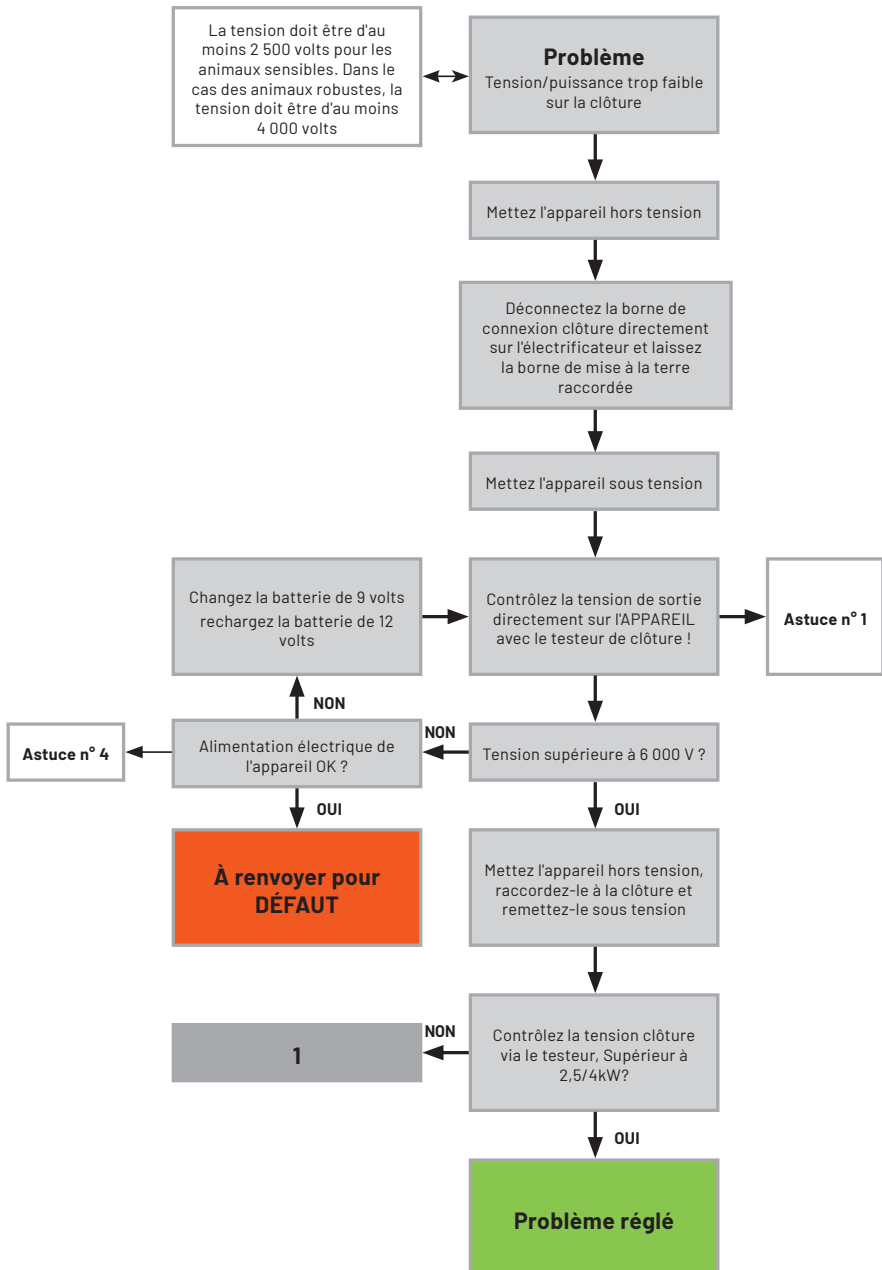 La tension doit être d'au
moins 2 500 volts pour les
animaux sensibles. Dans le
cas des animaux robustes, la
tension doit être d'au moins
4 000 volts
Problème
Tension/puissance trop faible
sur la clôture
Mettez l'appareil hors tension
Déconnectez la borne de
connexion clôture directement
sur l'électrificateur et laissez
la borne de mise à la terre
raccordée
Mettez l'appareil sous tension
Changez la batterie de 9 volts
rechargez la batterie de 12
volts
Contrôlez la tension de sortie
directement sur l'APPAREIL
avec le testeur de clôture !
Astuce n° 1
NON
Astuce n° 4
Alimentation électrique de
l'appareil OK ?
NON
Tension supérieure à 6 000 V ?
OUI
OUI
À renvoyer pour
DÉFAUT
Mettez l'appareil hors tension,
raccordez-le à la clôture et
remettez-le sous tension
1
NON
Contrôlez la tension clôture
via le testeur, Supérieur à
2,5/4kW?
OUI
Problème réglé